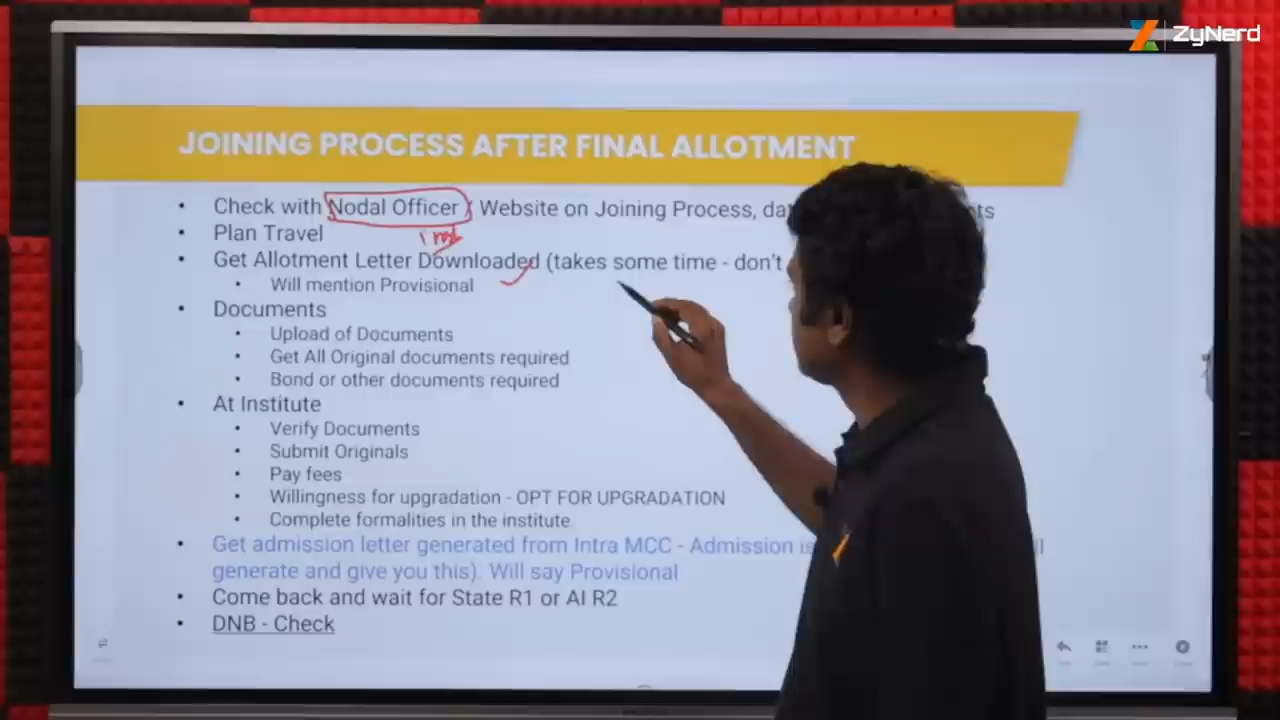 ZyNerd
JOINING PROCESS AFTER FINAL ALLOTMENT
• Check with Nodal Officer / Website on Joining Process,
• Plan Travel
• Get Allotment Letter Downloaded (takes some time - don't
• Will mention Provisional
• Documents
• Upload of Documents
• Get All Original documents required
• Bond or other documents required
• At Institute
• Verify Documents
• Submit Originals
• Pay fees
• Willingness for upgradation - OPT FOR UPGRADATION
• Complete formalities in the institute.
• Get admission letter generated from Intra MCC - Admission
generate and give you this). Will say Provisional
• Come back and wait for State R1 or AI R2
• DNB - Check